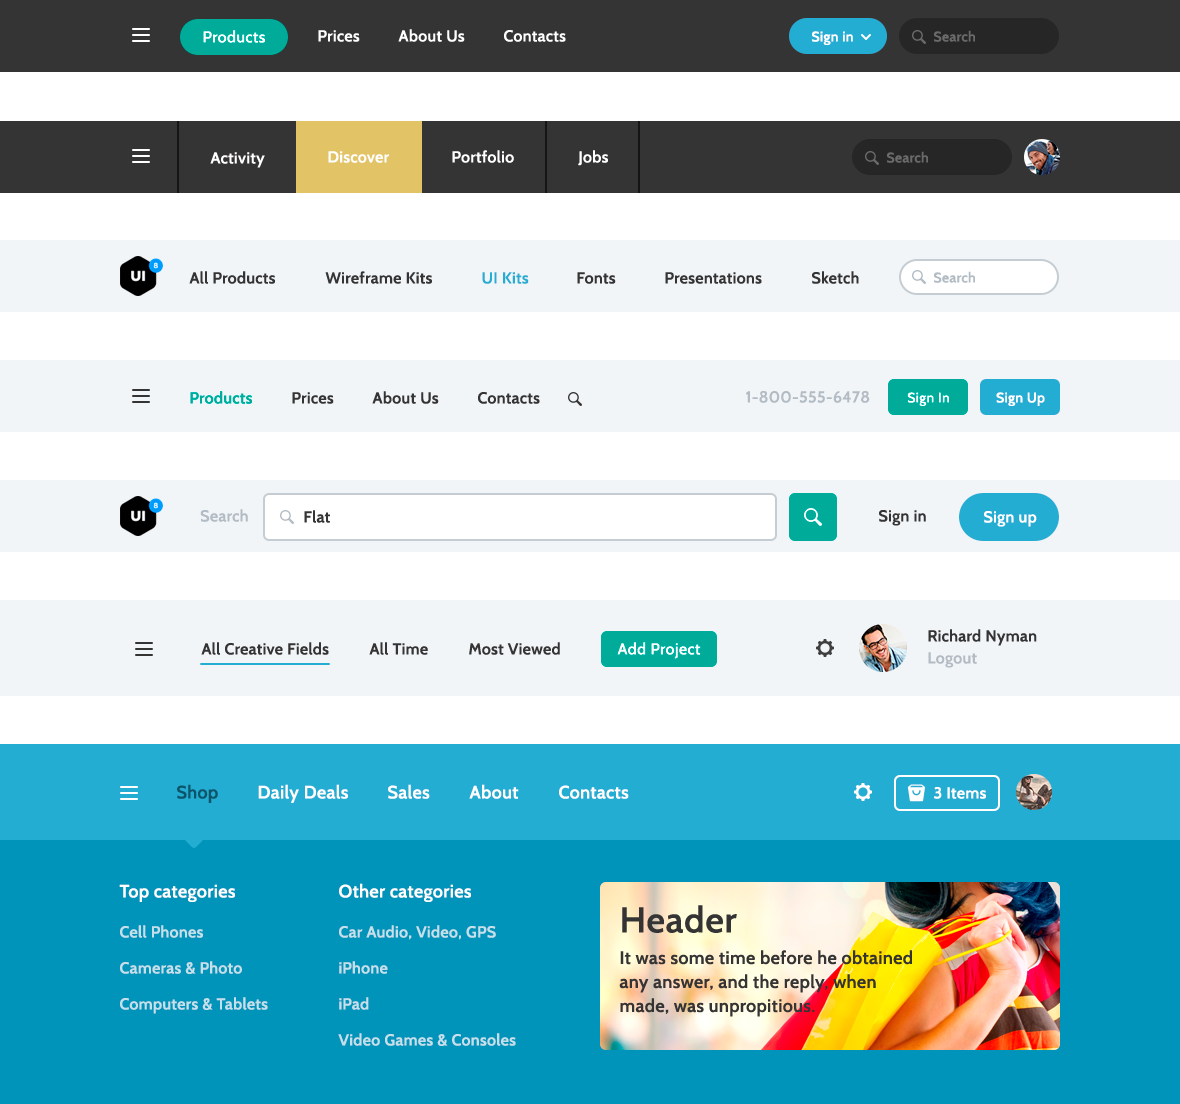 Products Prices About Us Contacts Sign in Search
Activity Discover Portfolio Jobs Search
UI 8 All Products Wireframe Kits UI Kits Fonts Presentations Sketch Search
Products Prices About Us Contacts 1-800-555-6478 Sign In Sign Up
UI 8 Search Flat Sign in Sign up
All Creative Fields All Time Most Viewed Add Project Richard Nyman
Logout
Shop Daily Deals Sales About Contacts 3 Items
Top categories
Cell Phones
Cameras & Photo
Computers & Tablets
Other categories
Car Audio, Video, GPS
iPhone
iPad
Video Games & Consoles
Header
It was some time before he obtained
any answer, and the reply, when
made, was unpropitious.